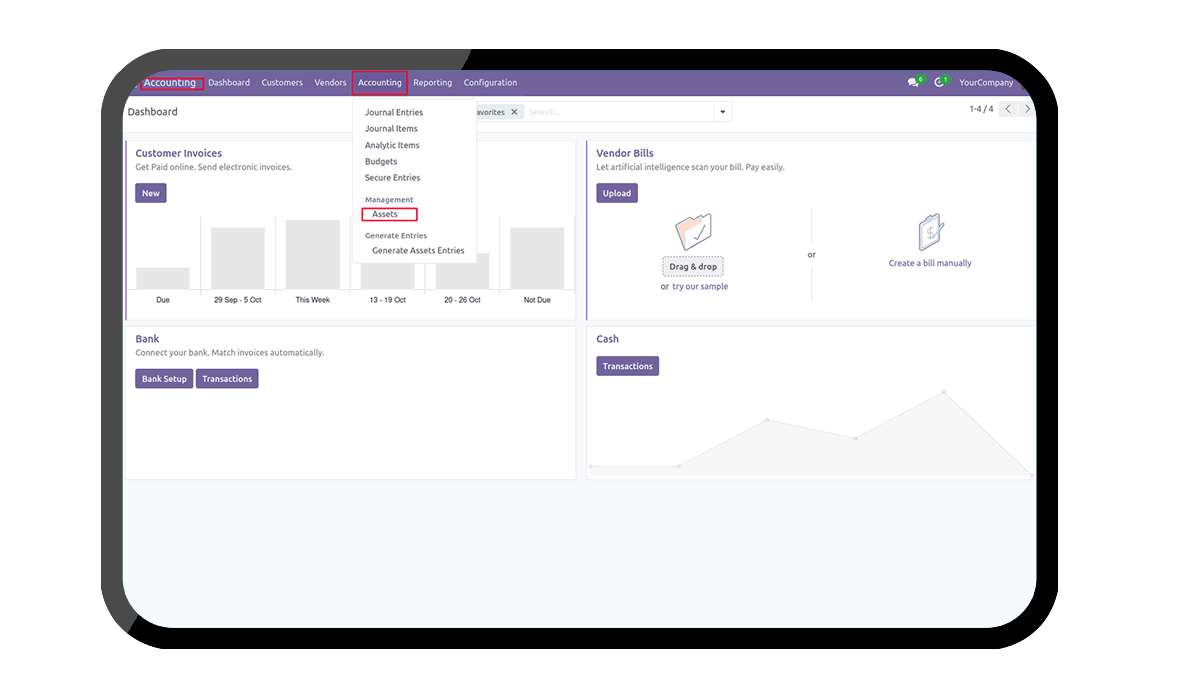 Accounting Dashboard Customers Vendors Accounting Reporting Configuration 6 1 YourCompany
Dashboard
avorites × Search...
1-4 / 4
Journal Entries
Journal Items
Analytic Items
Budgets
Secure Entries
Management
Assets
Generate Entries
Generate Assets Entries
Customer Invoices
Get Paid online. Send electronic invoices.
New
Due 29 Sep - 5 Oct This Week 13 - 19 Oct 20 - 26 Oct Not Due
Vendor Bills
Let artificial intelligence scan your bill. Pay easily.
Upload
Drag & drop
or try our sample
or
$
Create a bill manually
Bank
Connect your bank. Match invoices automatically.
Bank Setup Transactions
Cash
Transactions